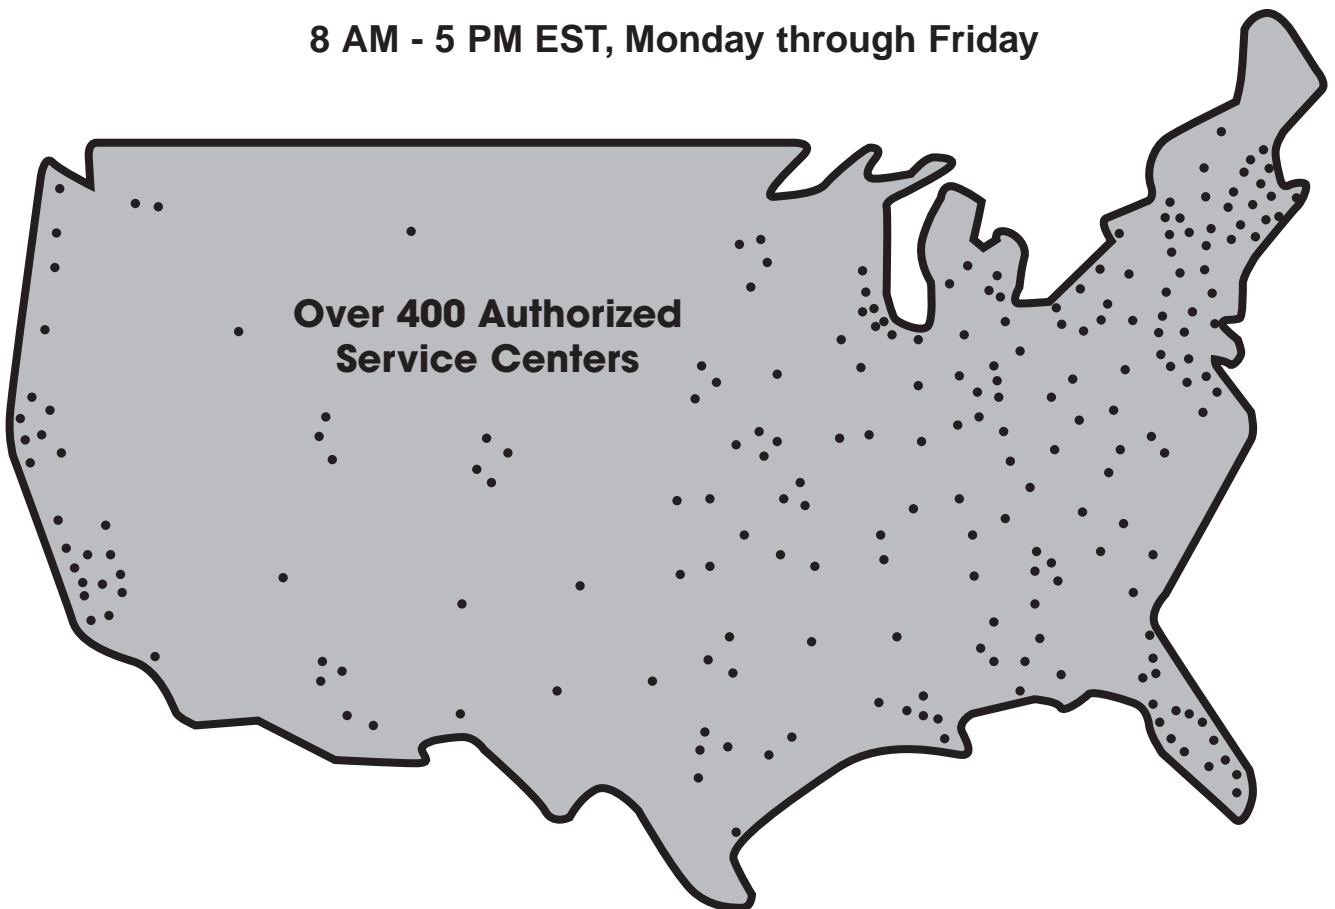 8 AM - 5 PM EST, Monday through Friday
Over 400 Authorized
Service Centers